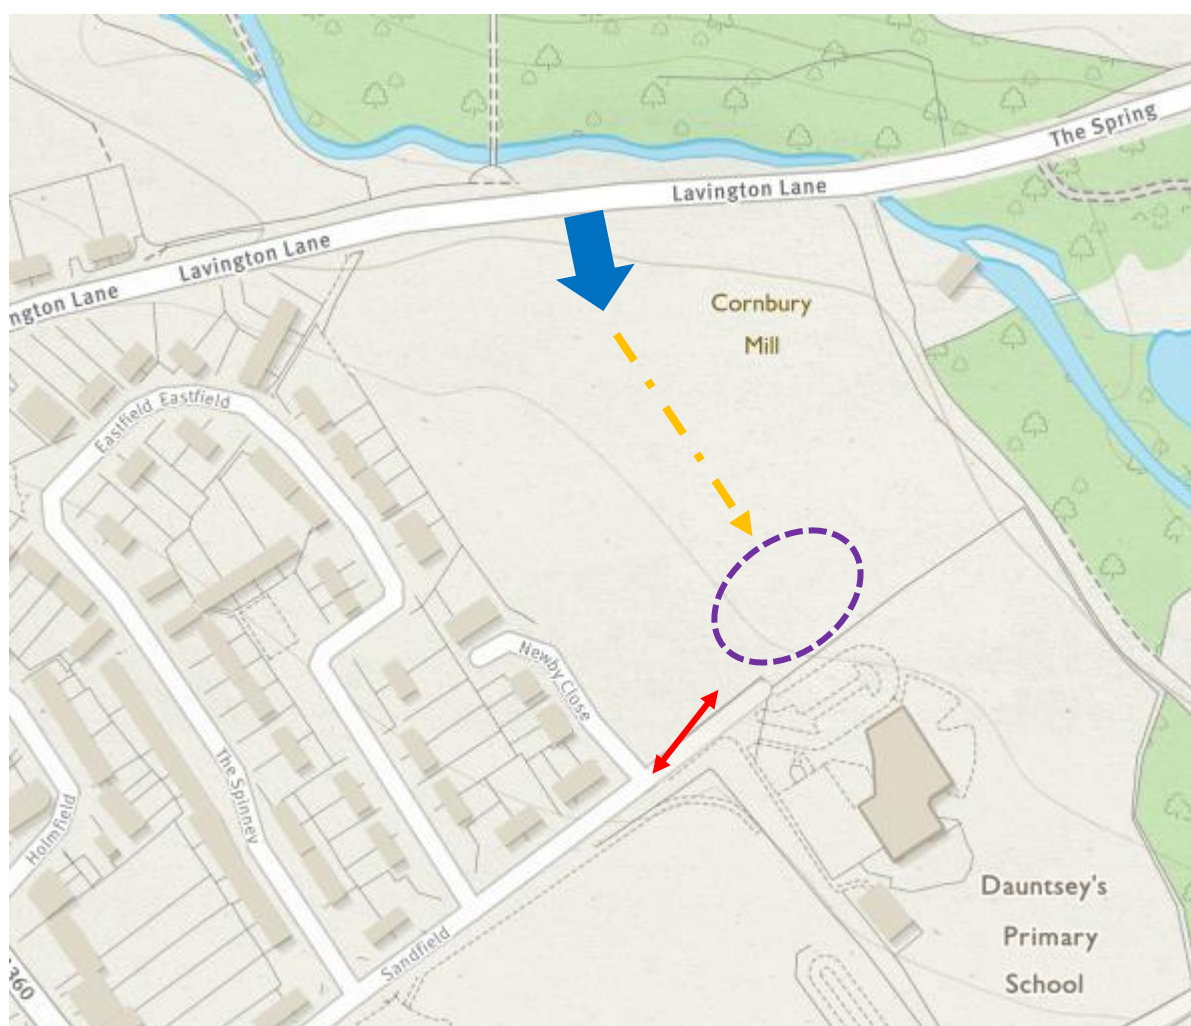 The Spring
Lavington Lane
Lavington Lane
ngton Lane
Cornbury
Mill
Eastfield Eastfield
Newby Close
The Spinney
Holmfield
Sandfield
360
Dauntsey's
Primary
School